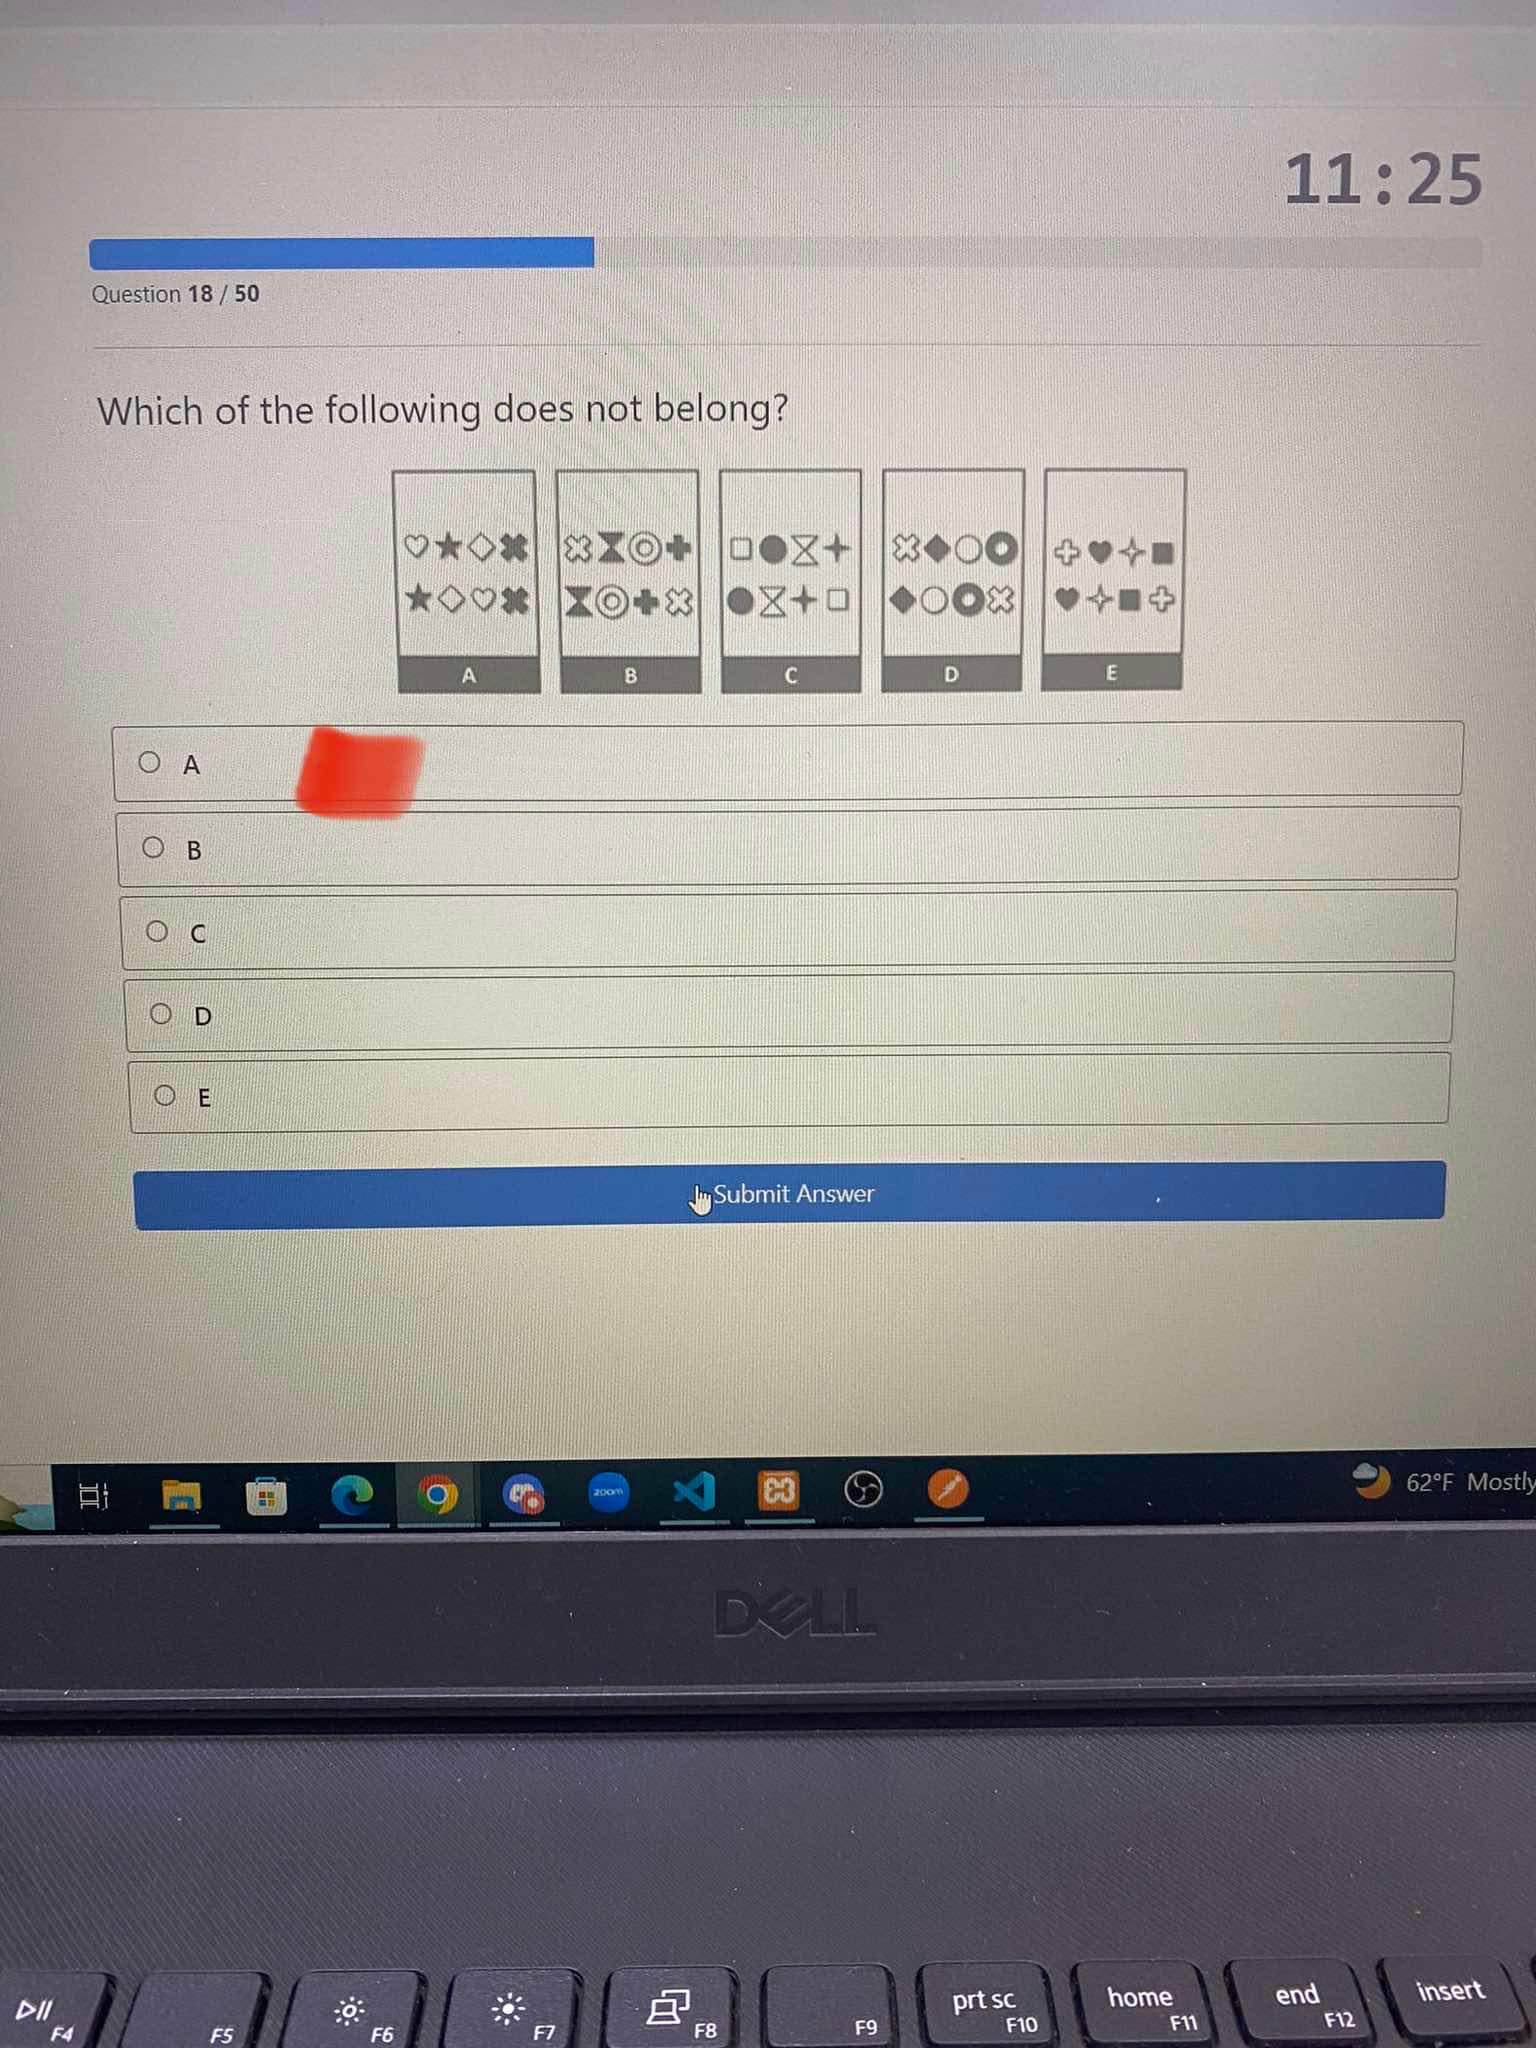 11:25
Question 18 / 50
Which of the following does not belong?
A B C D E
A
B
C
D
E
Submit Answer
zoom
62°F Mostly
DELL
F4 F5 F6 F7 F8 F9 prt sc F10 home F11 end F12 insert